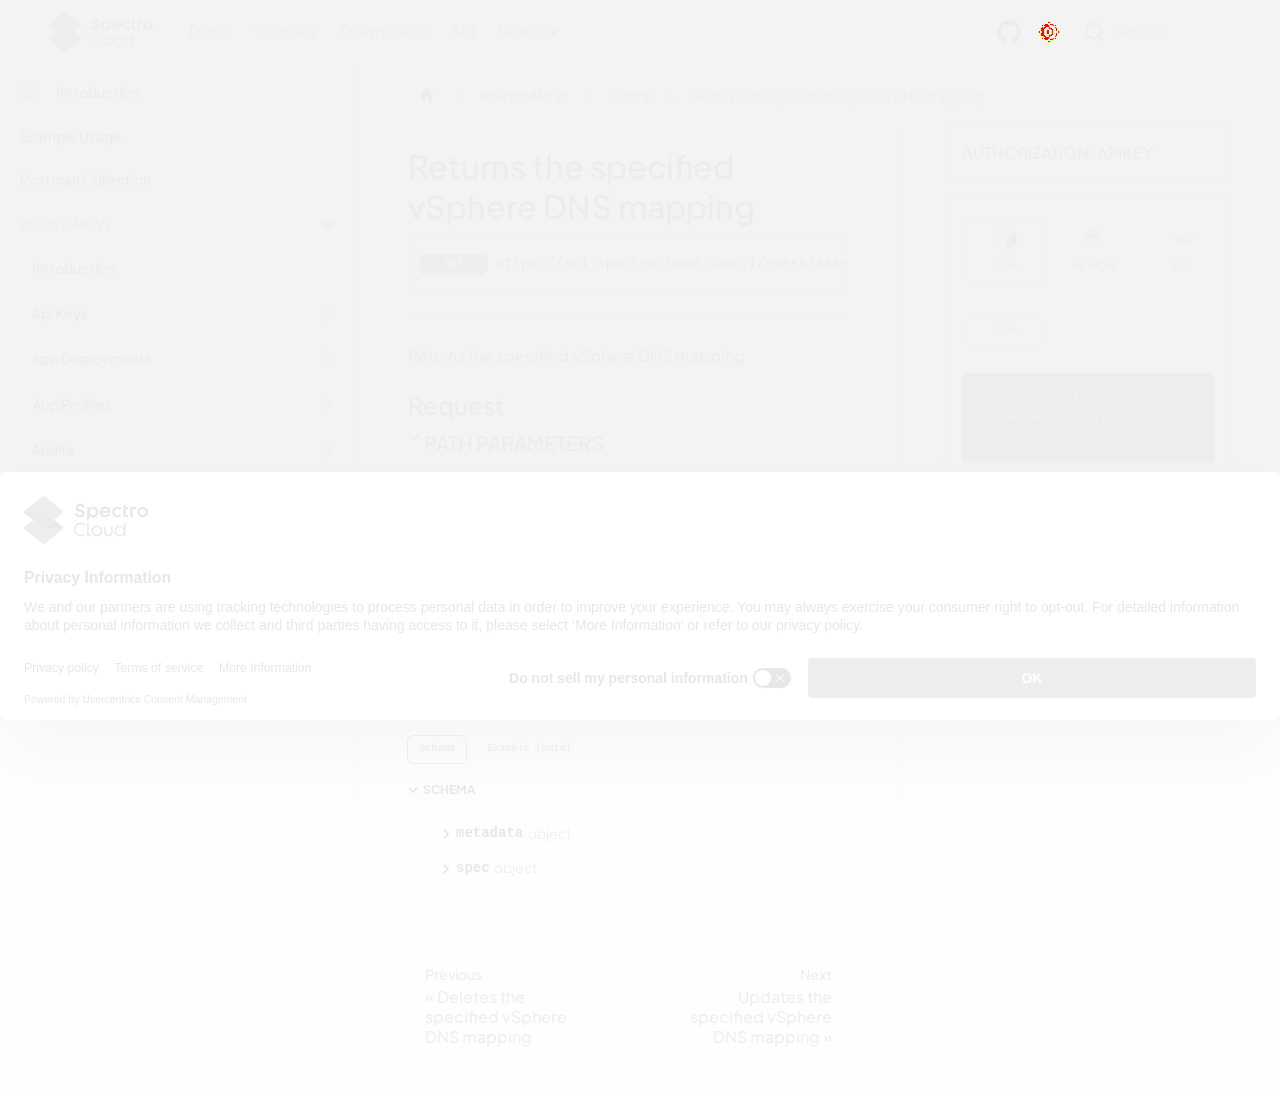 Spectro
Cloud
Docs
Tutorials
Downloads
API
latest
Search
Introduction
Example Usage
Postman Collection
Palette API V1
Introduction
Api Keys
App Deployments
App Profiles
Audits
Palette API V1
Users
Returns the specified vSphere DNS mapping
Returns the specified
vSphere DNS mapping
GET
https://api.spectrocloud.com/v1/users/asse
Returns the specified vSphere DNS mapping
Request
PATH PARAMETERS
AUTHORIZATION: APIKEY
CURL
PYTHON
GO
CURL
Spectro
Cloud
Privacy Information
We and our partners are using tracking technologies to process personal data in order to improve your experience. You may always exercise your consumer right to opt-out. For detailed information
about personal information we collect and third parties having access to it, please select ‘More Information’ or refer to our privacy policy.
Privacy policy
Terms of service
More Information
Powered by Usercentrics Consent Management
Do not sell my personal information
OK
Schema
Example (auto)
SCHEMA
metadata object
spec object
Previous
« Deletes the
specified vSphere
DNS mapping
Next
Updates the
specified vSphere
DNS mapping »